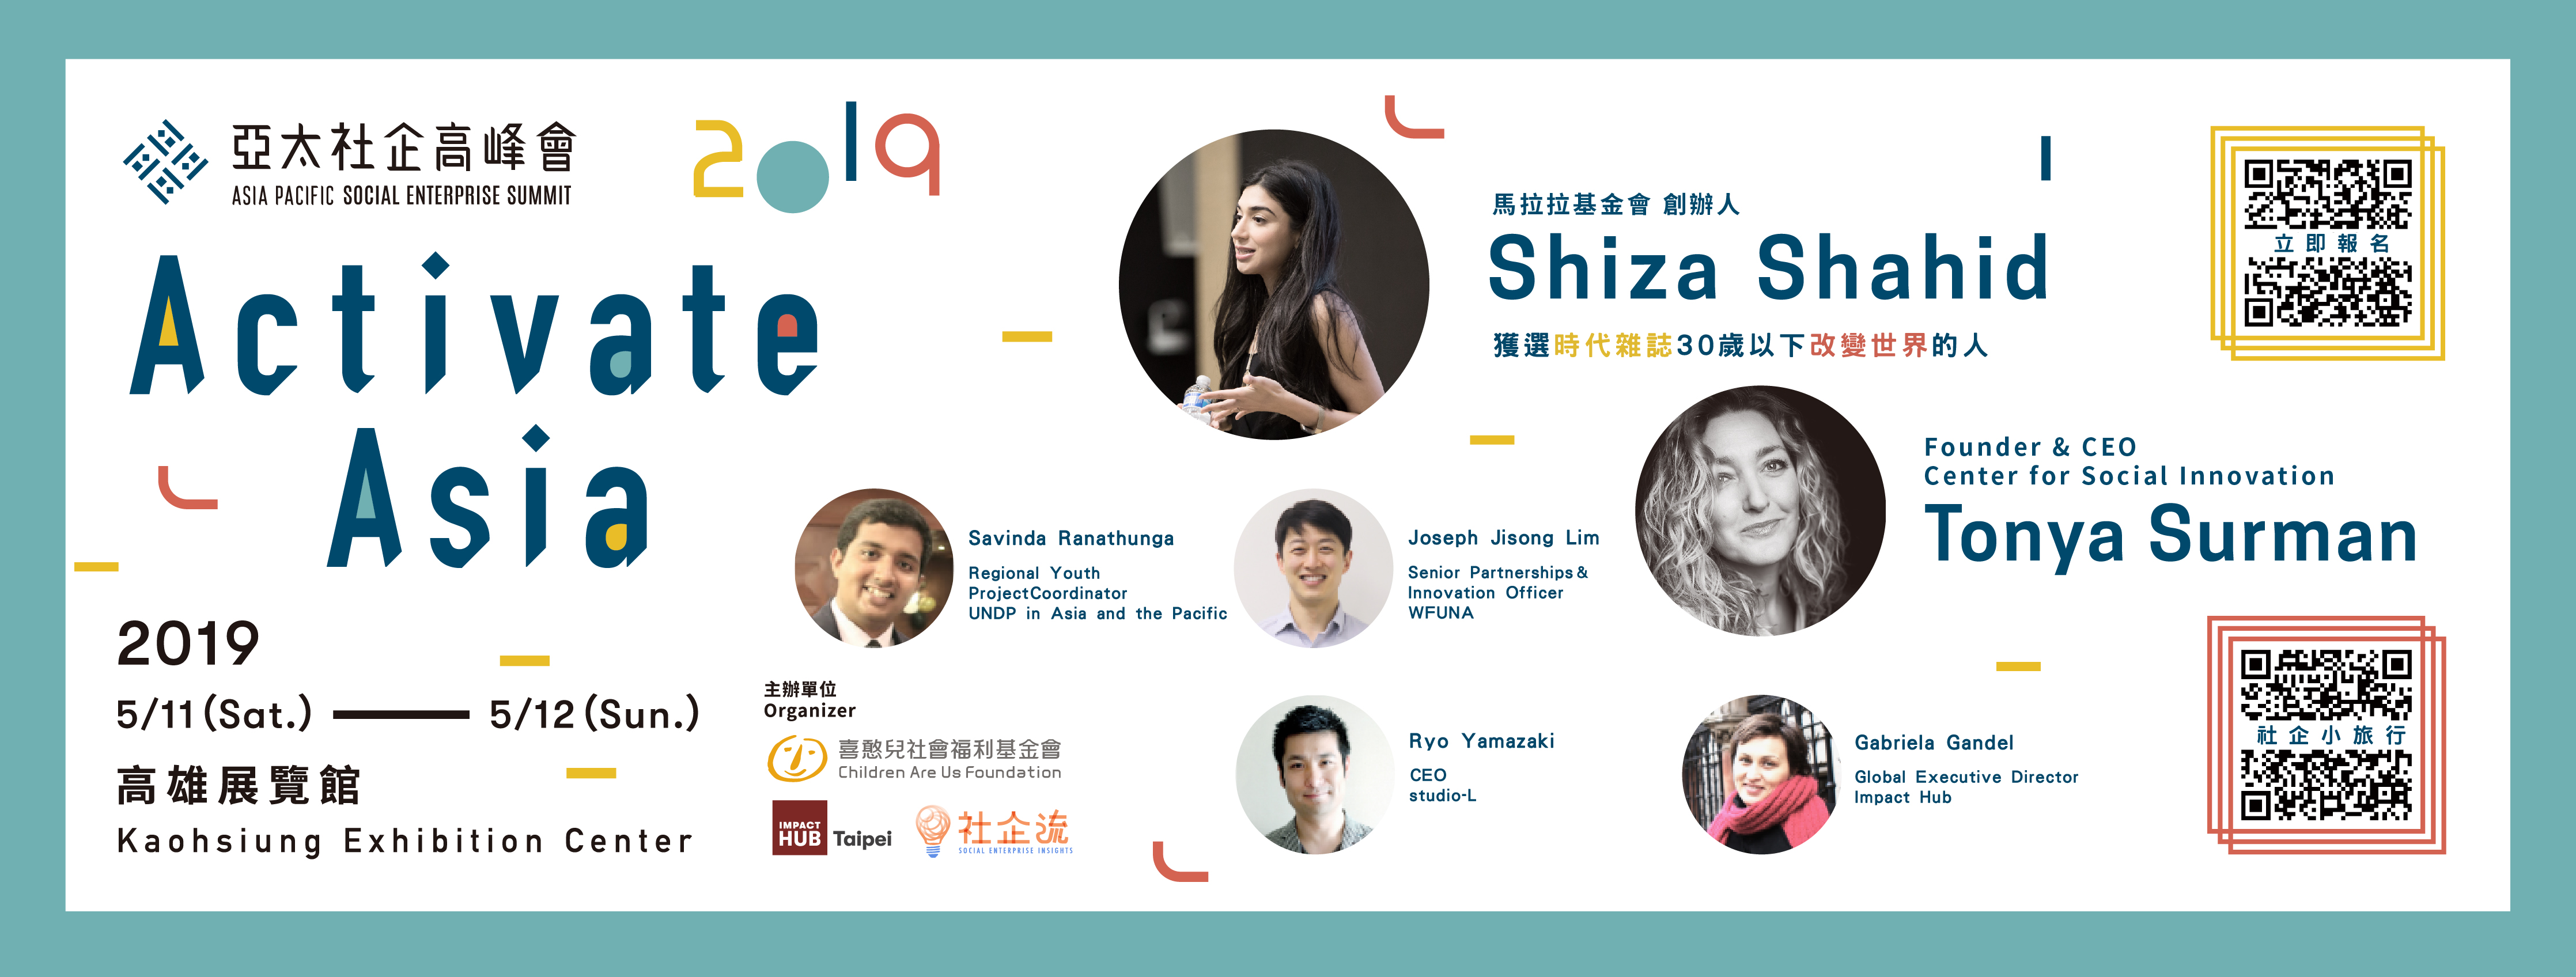 亞太社企高峰會
ASIA PACIFIC SOCIAL ENTERPRISE SUMMIT
2019
Activate
Asia
2019
5/11(Sat.) — 5/12(Sun.)
高雄展覽館
Kaohsiung Exhibition Center
馬拉拉基金會 創辦人
Shiza Shahid
獲選時代雜誌30歲以下改變世界的人
Founder & CEO
Center for Social Innovation
Tonya Surman
Savinda Ranathunga
Regional Youth
ProjectCoordinator
UNDP in Asia and the Pacific
Joseph Jisong Lim
Senior Partnerships&
Innovation Officer
WFUNA
Ryo Yamazaki
CEO
studio-L
Gabriela Gandel
Global Executive Director
Impact Hub
主辦單位
Organizer
喜憨兒社會福利基金會
Children Are Us Foundation
IMPACT
HUB Taipei
社企流
SOCIAL ENTERPRISE INSIGHTS
立即報名
社企小旅行